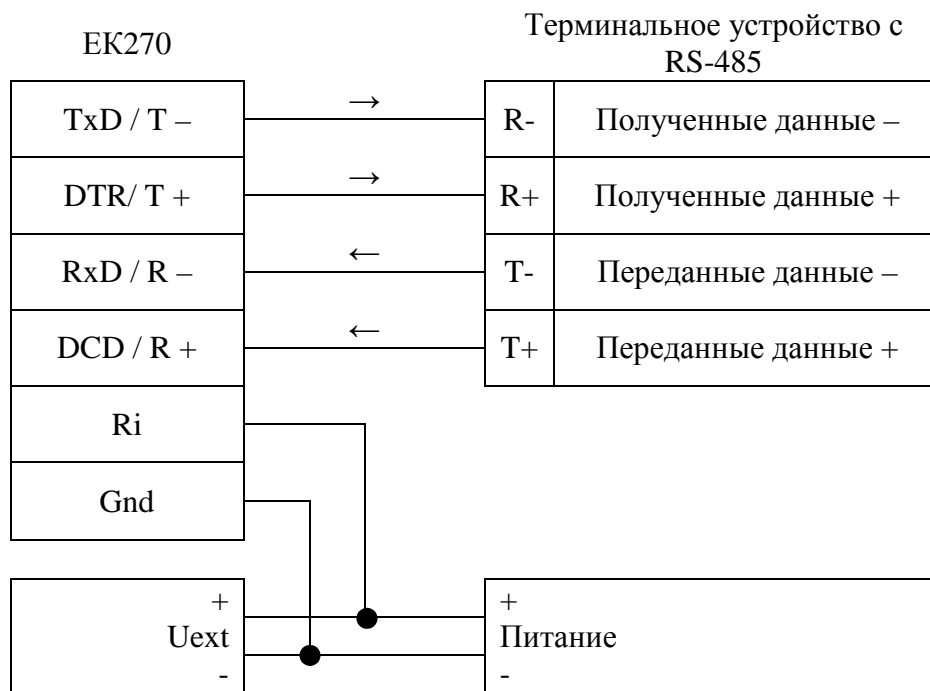 ЕК270
Терминальное устройство с
RS-485
TxD / T –
→
R-
Полученные данные –
DTR/ T +
→
R+
Полученные данные +
RxD / R –
←
T-
Переданные данные –
DCD / R +
←
T+
Переданные данные +
Ri
Gnd
+
Uext
-
+
Питание
-